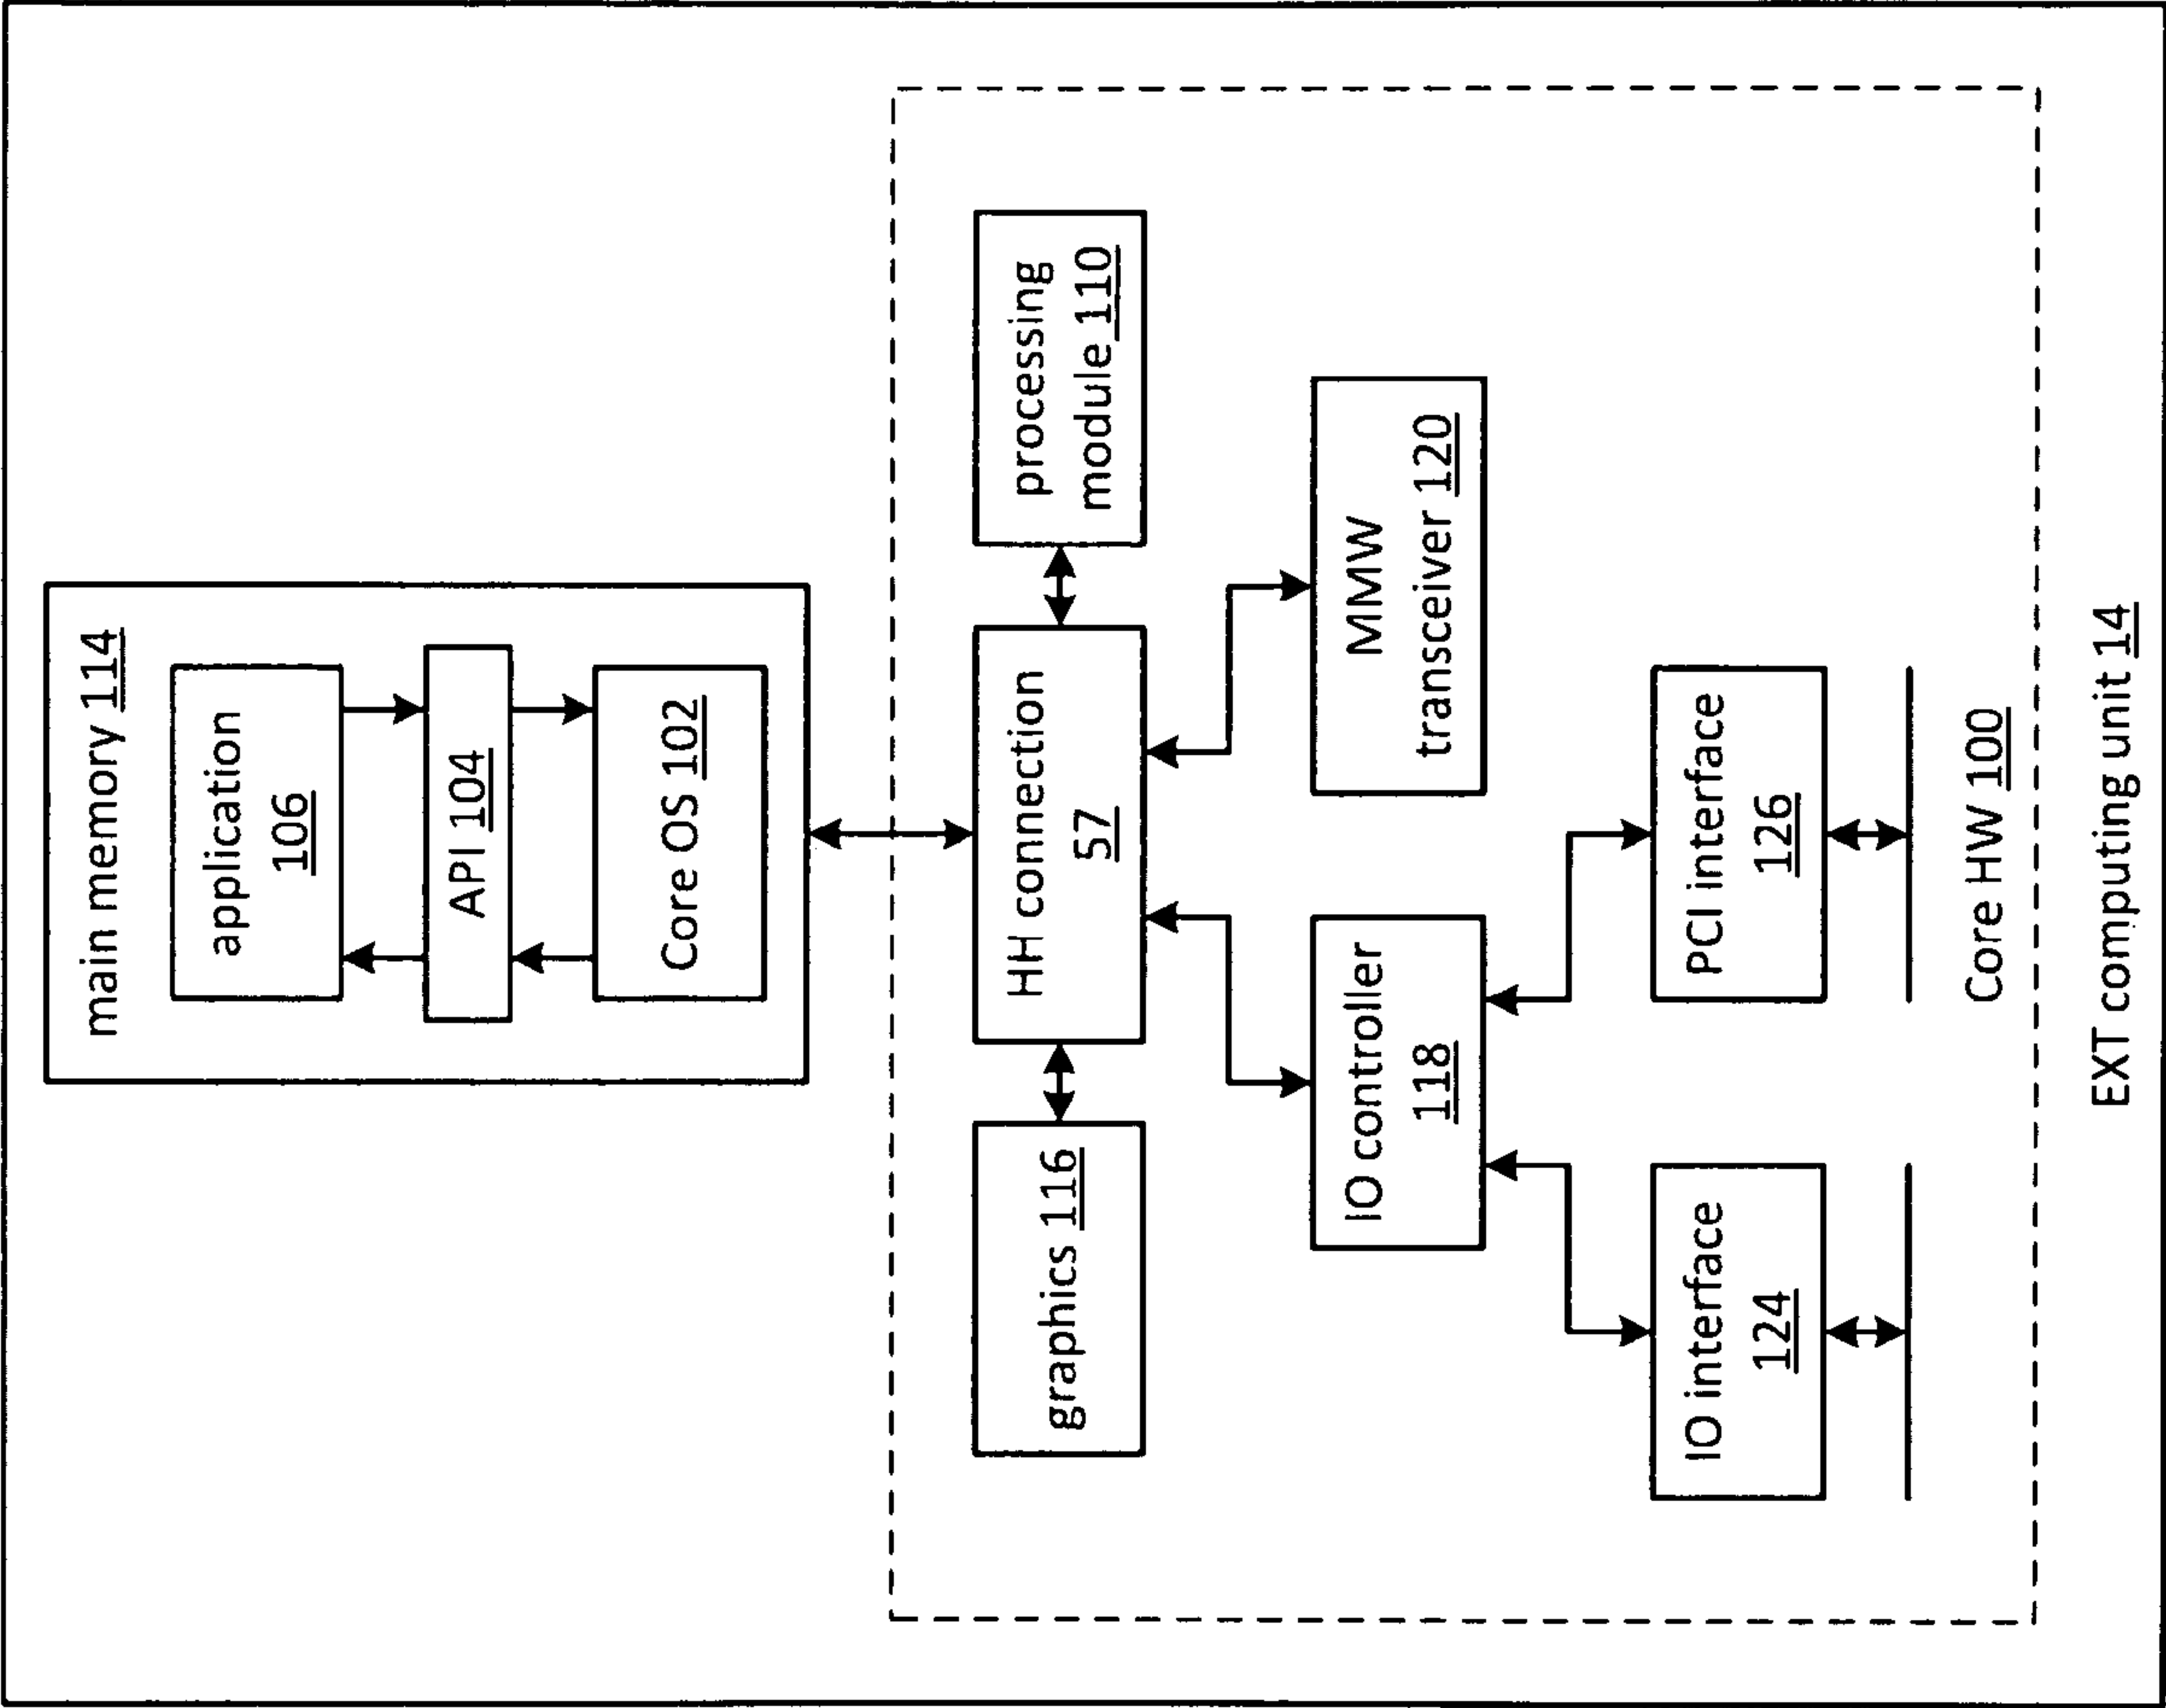 main memory 114
application
106
API 104
Core OS 102
graphics 116
HH connection
57
processing
module 110
IO controller
118
MMW
transceiver 120
IO interface
124
PCI interface
126
Core HW 100
EXT computing unit 14